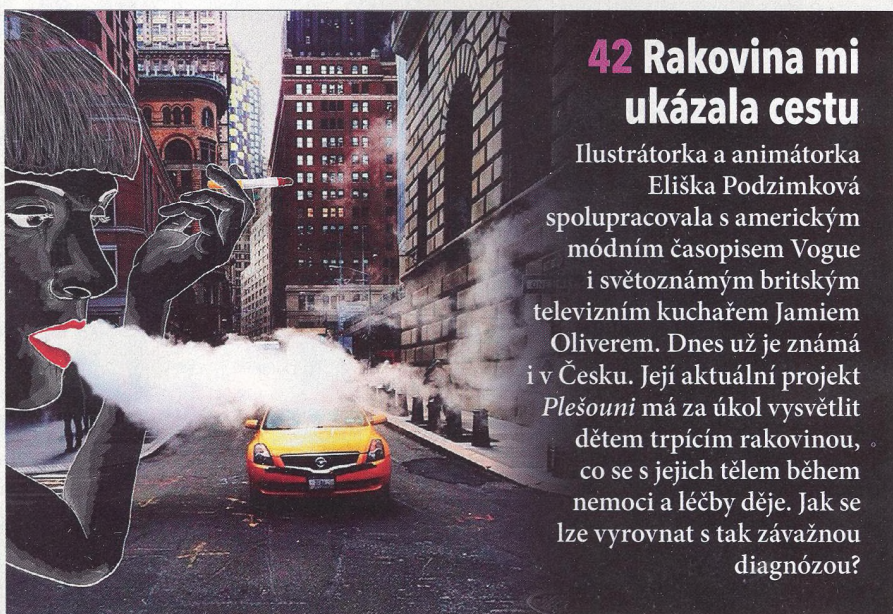 42 Rakovina mi
ukázala cestu
Ilustrátorka a animátorka
Eliška Podzimková
spolupracovala s americkým
módním časopisem Vogue
i světoznámým britským
televizním kuchařem Jamiem
Oliverem. Dnes už je známá
i v Česku. Její aktuální projekt
Plešouni má za úkol vysvětlit
dětem trpícím rakovinou,
co se s jejich tělem během
nemoci a léčby děje. Jak se
lze vyrovnat s tak závažnou
diagnózou?